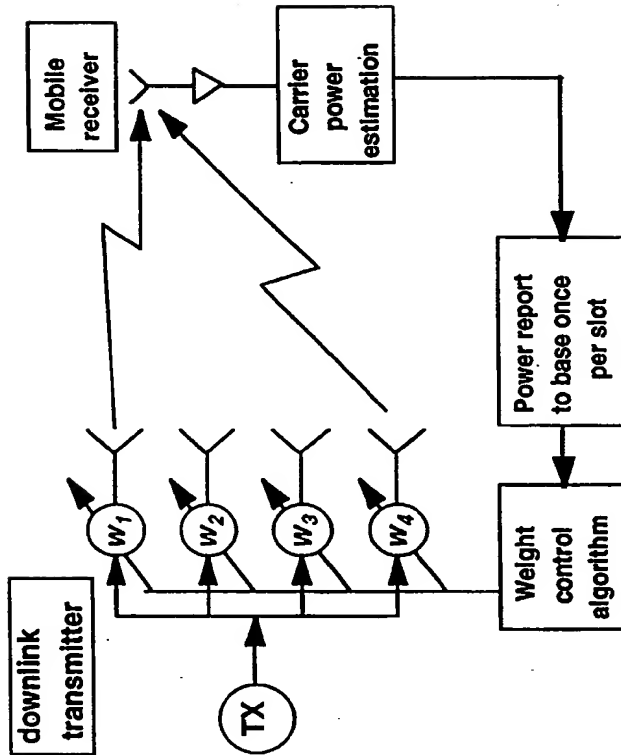 downlink
transmitter
TX
w1
w2
w3
w4
Mobile
receiver
Carrier
power
estimation
Power report
to base once
per slot
Weight
control
algorithm